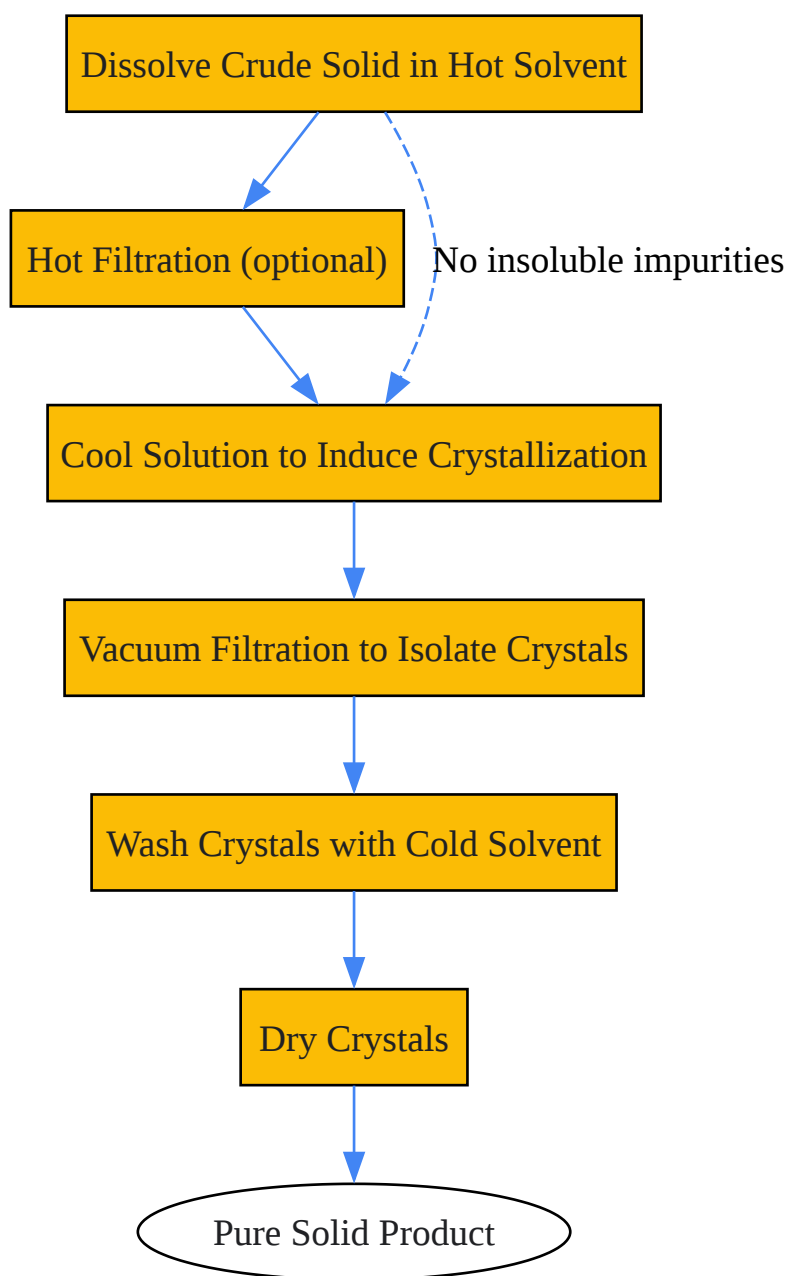 Dissolve Crude Solid in Hot Solvent
Hot Filtration (optional)
No insoluble impurities
Cool Solution to Induce Crystallization
Vacuum Filtration to Isolate Crystals
Wash Crystals with Cold Solvent
Dry Crystals
Pure Solid Product